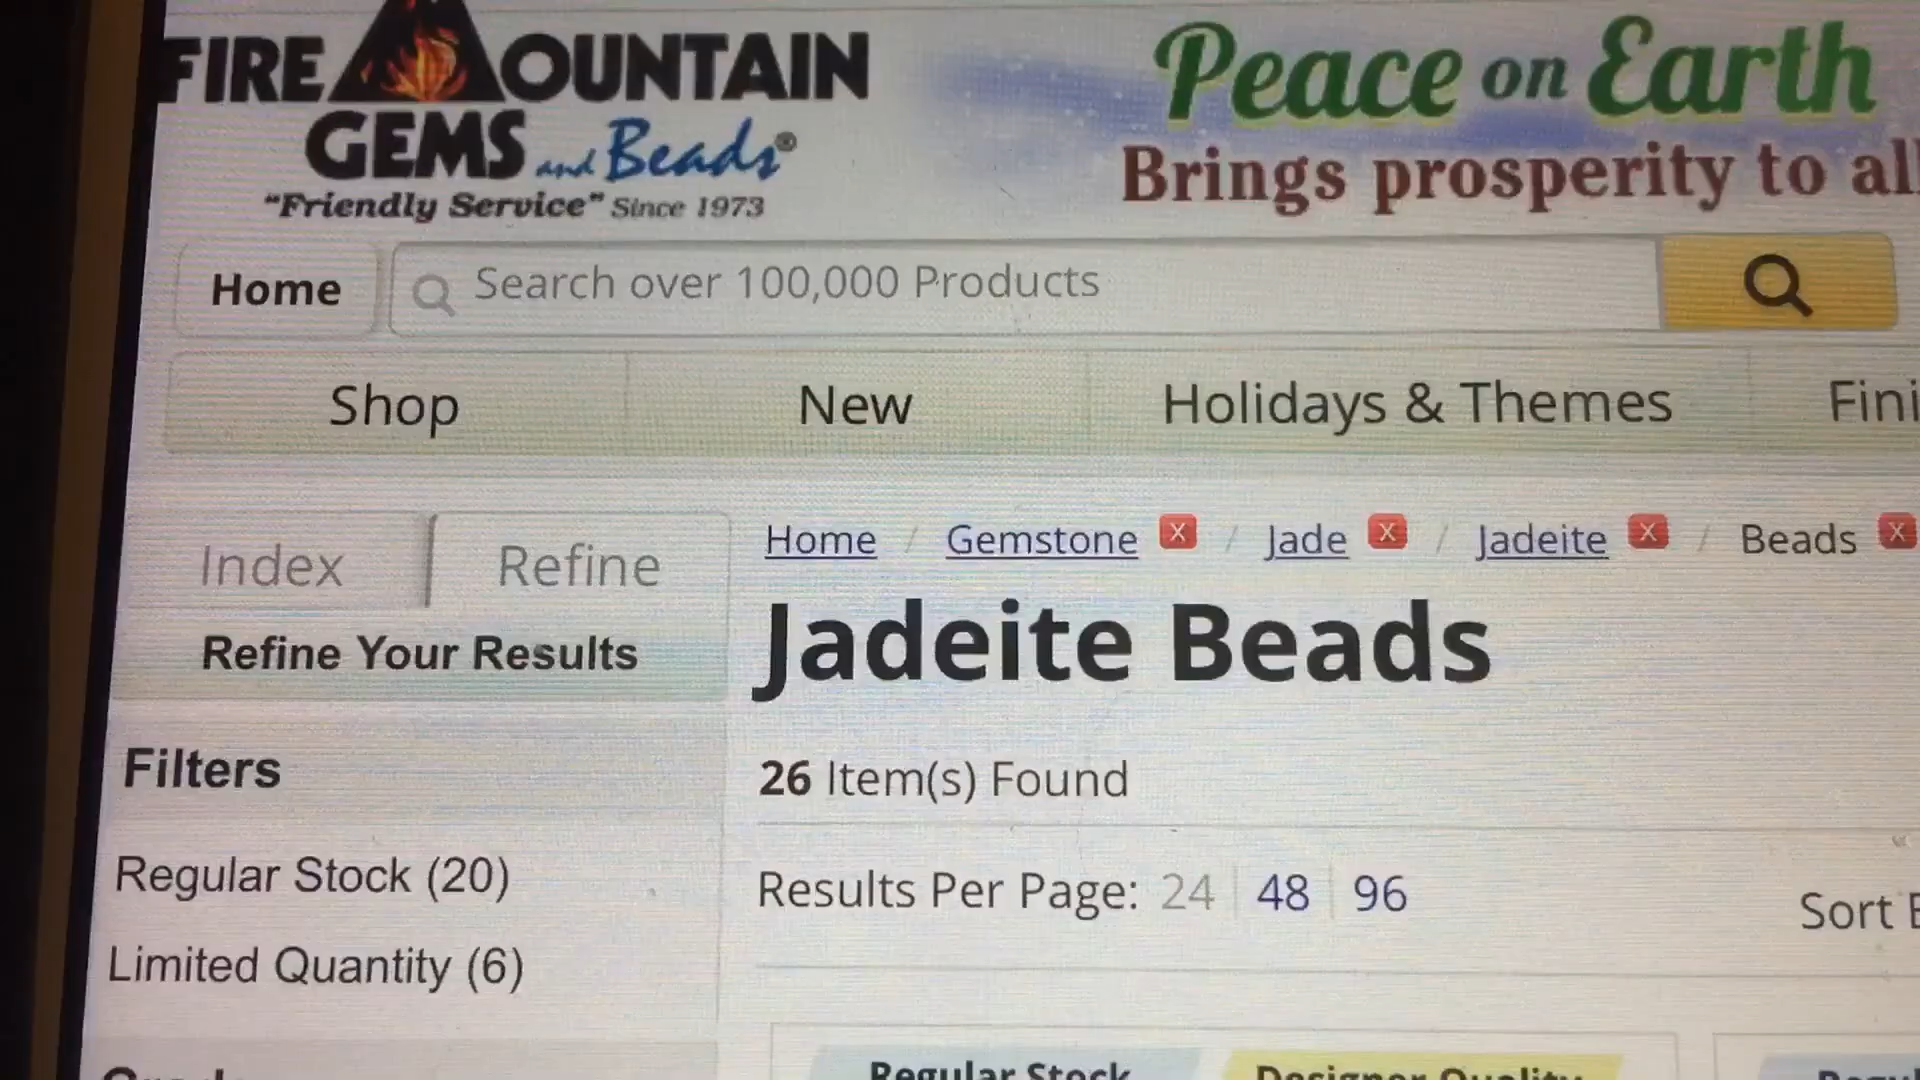 FIRE MOUNTAIN
GEMS and Beads®
"Friendly Service" Since 1973
Peace on Earth
Brings prosperity to all
Home
Search over 100,000 Products
Shop
New
Holidays & Themes
Fini
Index
Refine
Refine Your Results
Home / Gemstone X / Jade X / Jadeite X / Beads X
Jadeite Beads
26 Item(s) Found
Filters
Regular Stock (20)
Limited Quantity (6)
Results Per Page: 24 | 48 | 96
Sort
Regular Stock
Designer Quality